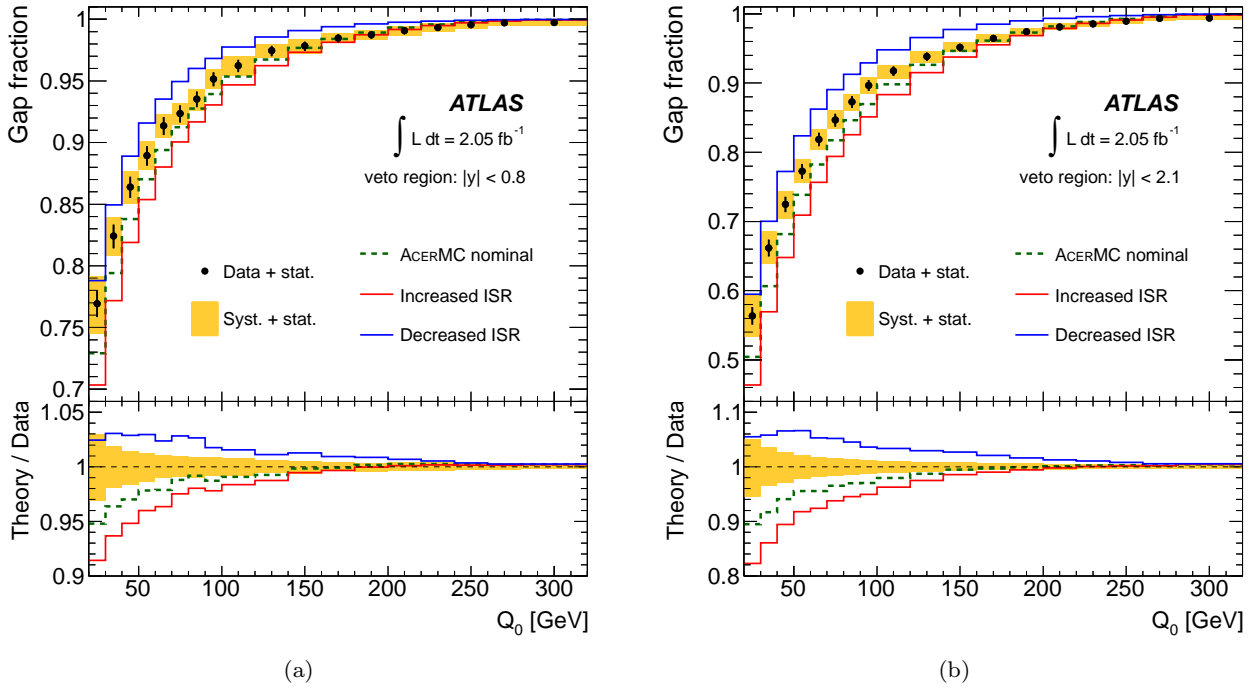 Gap fraction
1
0.95
0.9
0.85
0.8
0.75
0.7
ATLAS
∫ L dt = 2.05 fb⁻¹
veto region: |y| < 0.8
Data + stat.
Syst. + stat.
ACERMC nominal
Increased ISR
Decreased ISR
Theory / Data
1.05
1
0.95
0.9
50 100 150 200 250 300
Q₀ [GeV]
(a)
Gap fraction
1
0.9
0.8
0.7
0.6
0.5
ATLAS
∫ L dt = 2.05 fb⁻¹
veto region: |y| < 2.1
Data + stat.
Syst. + stat.
ACERMC nominal
Increased ISR
Decreased ISR
Theory / Data
1.1
1
0.9
0.8
50 100 150 200 250 300
Q₀ [GeV]
(b)